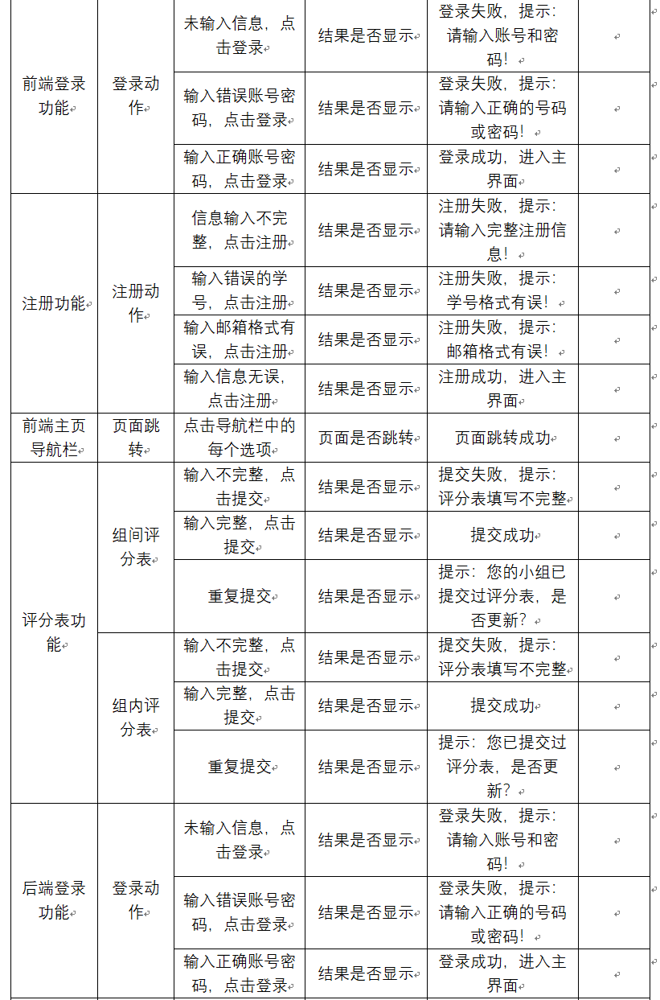 前端登录
功能
登录动
作
未输入信息，点
击登录
结果是否显示
登录失败，提示：
请输入账号和密
码！
输入错误账号密
码，点击登录
结果是否显示
登录失败，提示：
请输入正确的号码
或密码！
输入正确账号密
码，点击登录
结果是否显示
登录成功，进入主
界面
注册功能
注册动
作
信息输入不完
整，点击注册
结果是否显示
注册失败，提示：
请输入完整注册信
息！
输入错误的学
号，点击注册
结果是否显示
注册失败，提示：
学号格式有误！
输入邮箱格式有
误，点击注册
结果是否显示
注册失败，提示：
邮箱格式有误！
输入信息无误，
点击注册
结果是否显示
注册成功，进入主
界面
前端主页
导航栏
页面跳
转
点击导航栏中的
每个选项
页面是否跳转
页面跳转成功
评分表功
能
组间评
分表
输入不完整，点
击提交
结果是否显示
提交失败，提示：
评分表填写不完整
输入完整，点击
提交
结果是否显示
提交成功
重复提交
结果是否显示
提示：您的小组已
提交过评分表，是
否更新？
组内评
分表
输入不完整，点
击提交
结果是否显示
提交失败，提示：
评分表填写不完整
输入完整，点击
提交
结果是否显示
提交成功
重复提交
结果是否显示
提示：您已提交过
评分表，是否更
新？
后端登录
功能
登录动
作
未输入信息，点
击登录
结果是否显示
登录失败，提示：
请输入账号和密
码！
输入错误账号密
码，点击登录
结果是否显示
登录失败，提示：
请输入正确的号码
或密码！
输入正确账号密
码，点击登录
结果是否显示
登录成功，进入主
界面